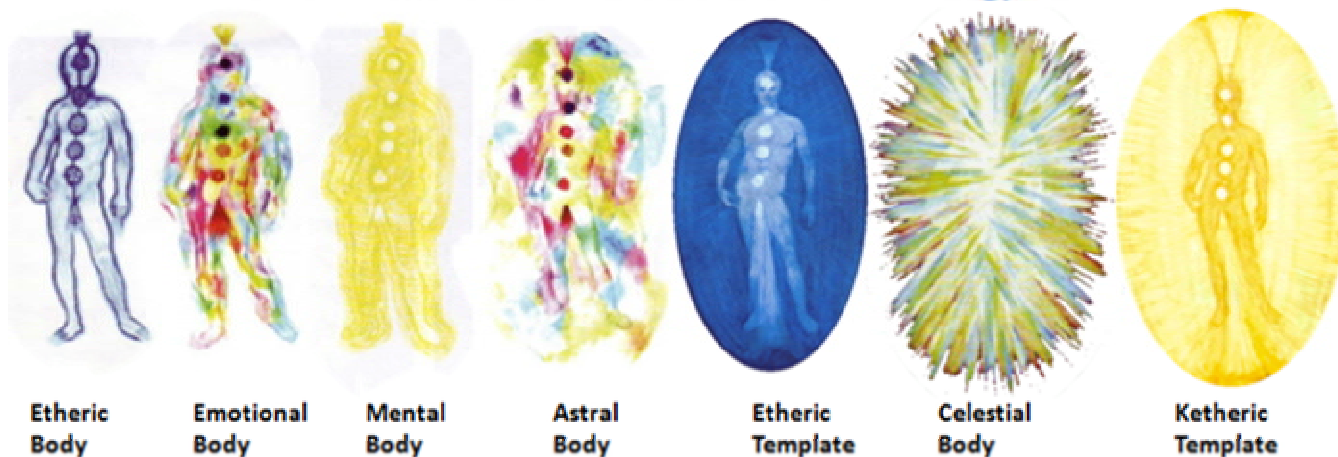 Etheric Body
Emotional Body
Mental Body
Astral Body
Etheric Template
Celestial Body
Ketheric Template